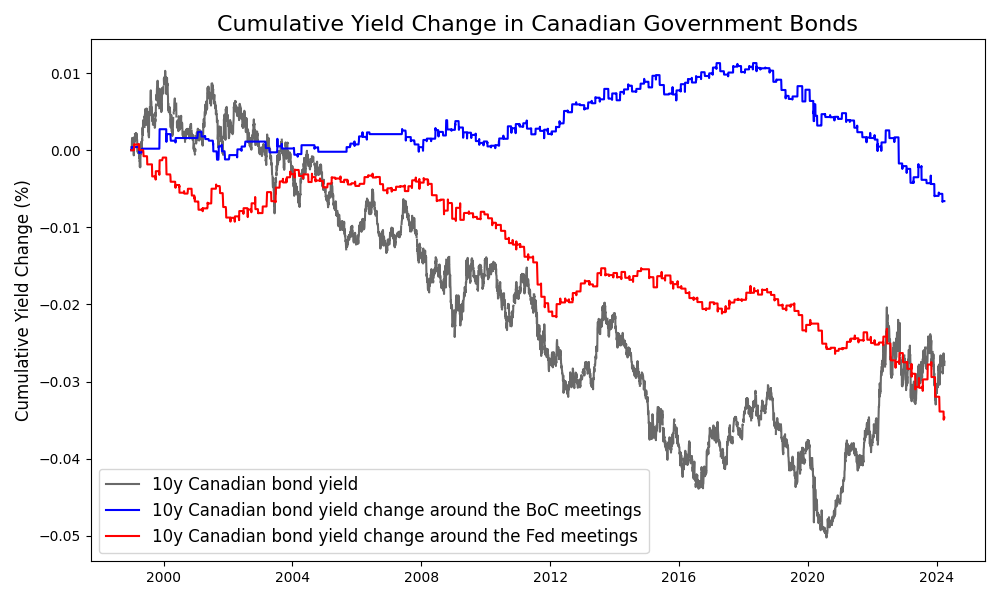 Cumulative Yield Change in Canadian Government Bonds
Cumulative Yield Change (%)
0.01
0.00
−0.01
−0.02
−0.03
−0.04
−0.05
10y Canadian bond yield
10y Canadian bond yield change around the BoC meetings
10y Canadian bond yield change around the Fed meetings
2000 2004 2008 2012 2016 2020 2024